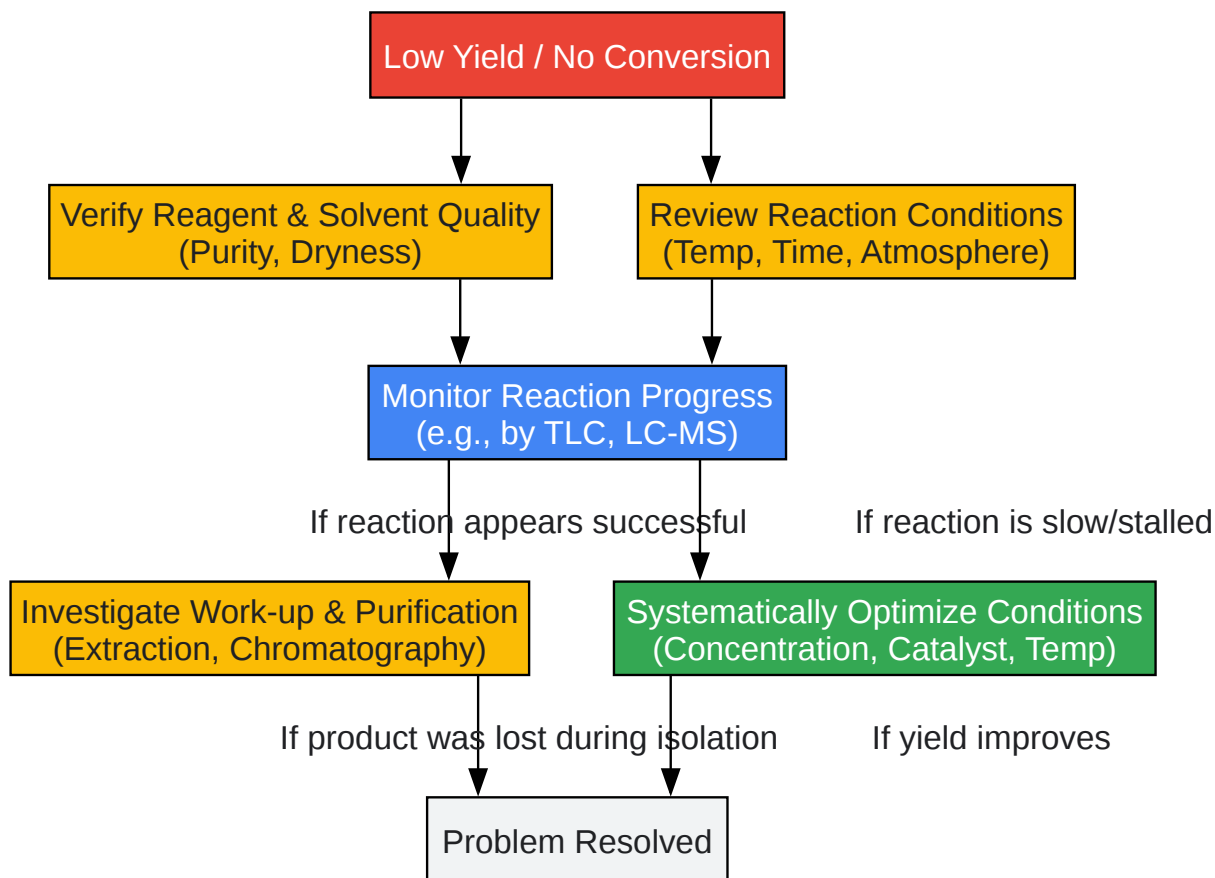 Low Yield / No Conversion
Verify Reagent & Solvent Quality
(Purity, Dryness)
Review Reaction Conditions
(Temp, Time, Atmosphere)
Monitor Reaction Progress
(e.g., by TLC, LC-MS)
If reaction appears successful
If reaction is slow/stalled
Investigate Work-up & Purification
(Extraction, Chromatography)
Systematically Optimize Conditions
(Concentration, Catalyst, Temp)
If product was lost during isolation
If yield improves
Problem Resolved